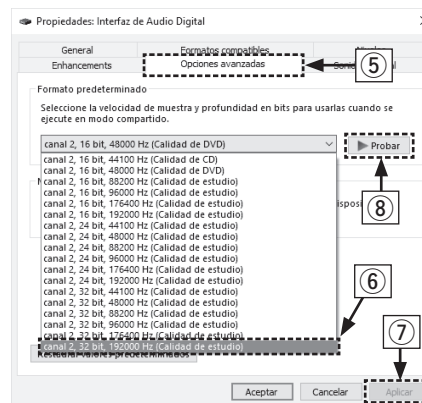 Propiedades: Interfaz de Audio Digital
General Formatos compatibles
Enhancements Opciones avanzadas
5
Formato predeterminado
Seleccione la velocidad de muestra y profundidad en bits para usarlas cuando se
ejecute en modo compartido.
canal 2, 16 bit, 48000 Hz (Calidad de DVD)
Probar
canal 2, 16 bit, 44100 Hz (Calidad de CD)
canal 2, 16 bit, 48000 Hz (Calidad de DVD)
canal 2, 16 bit, 88200 Hz (Calidad de estudio)
canal 2, 16 bit, 96000 Hz (Calidad de estudio)
canal 2, 16 bit, 176400 Hz (Calidad de estudio)
canal 2, 16 bit, 192000 Hz (Calidad de estudio)
canal 2, 24 bit, 44100 Hz (Calidad de estudio)
canal 2, 24 bit, 48000 Hz (Calidad de estudio)
canal 2, 24 bit, 88200 Hz (Calidad de estudio)
canal 2, 24 bit, 96000 Hz (Calidad de estudio)
canal 2, 24 bit, 176400 Hz (Calidad de estudio)
canal 2, 24 bit, 192000 Hz (Calidad de estudio)
canal 2, 32 bit, 44100 Hz (Calidad de estudio)
canal 2, 32 bit, 48000 Hz (Calidad de estudio)
canal 2, 32 bit, 88200 Hz (Calidad de estudio)
canal 2, 32 bit, 96000 Hz (Calidad de estudio)
canal 2, 32 bit, 176400 Hz (Calidad de estudio)
canal 2, 32 bit, 192000 Hz (Calidad de estudio)
8
6
7
Restaurar valores predeterminados
Aceptar Cancelar Aplicar